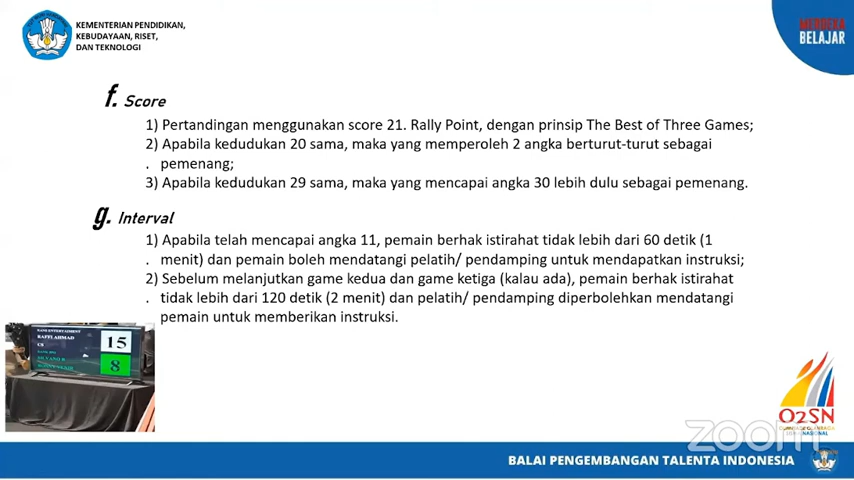 KEMENTERIAN PENDIDIKAN,
KEBUDAYAAN, RISET,
DAN TEKNOLOGI
MERDEKA
BELAJAR
f. Score
1) Pertandingan menggunakan score 21. Rally Point, dengan prinsip The Best of Three Games;
2) Apabila kedudukan 20 sama, maka yang memperoleh 2 angka berturut-turut sebagai
. pemenang;
3) Apabila kedudukan 29 sama, maka yang mencapai angka 30 lebih dulu sebagai pemenang.
g. Interval
1) Apabila telah mencapai angka 11, pemain berhak istirahat tidak lebih dari 60 detik (1
. menit) dan pemain boleh mendatangi pelatih/ pendamping untuk mendapatkan instruksi;
2) Sebelum melanjutkan game kedua dan game ketiga (kalau ada), pemain berhak istirahat
. tidak lebih dari 120 detik (2 menit) dan pelatih/ pendamping diperbolehkan mendatangi
pemain untuk memberikan instruksi.
RAFFI AHMAD
15
8
O2SN
zoom
BALAI PENGEMBANGAN TALENTA INDONESIA